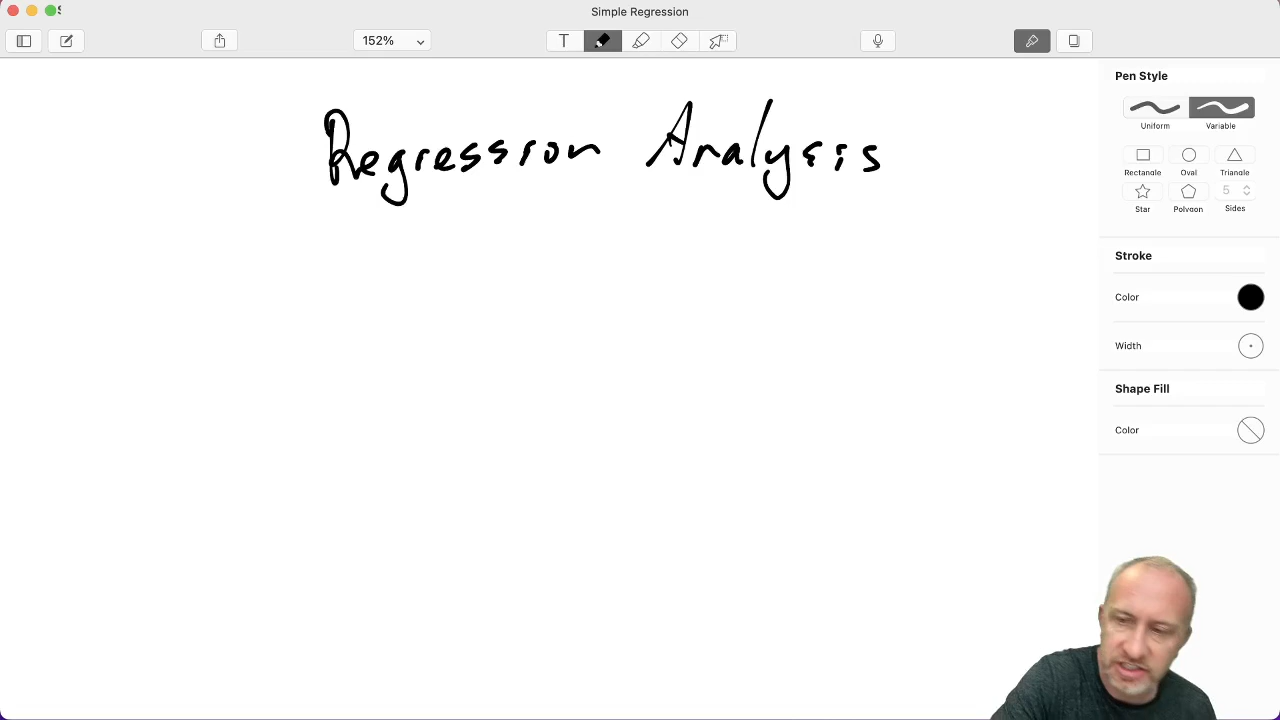 Simple Regression
152%
T
Regression Analysis
Pen Style
Uniform
Variable
Rectangle
Oval
Triangle
Star
Polygon
5
Sides
Stroke
Color
Width
Shape Fill
Color